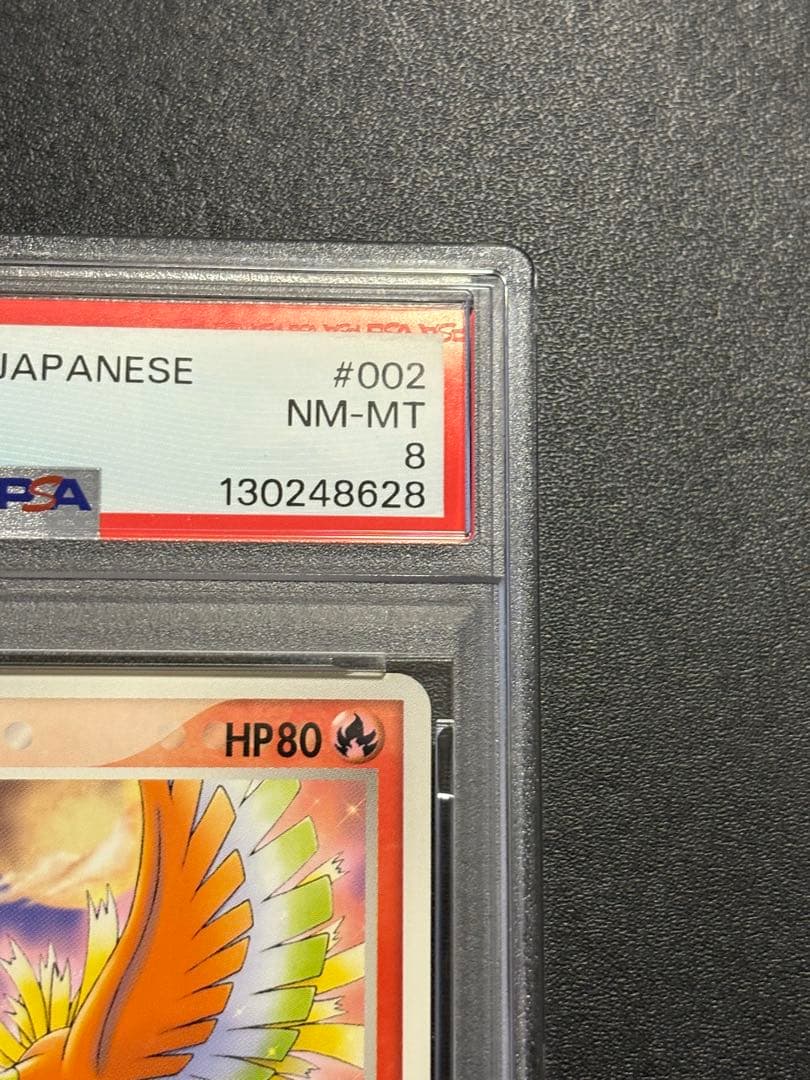 JAPANESE #002
NM-MT
8
PSA 130248628
HP80